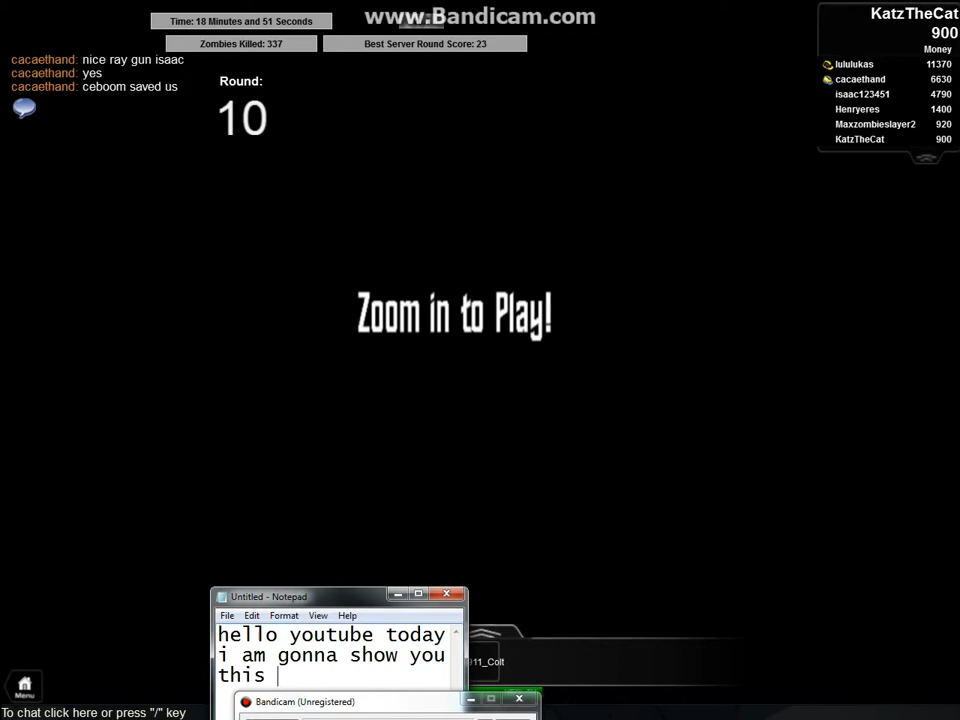 www.Bandicam.com
Time: 18 Minutes and 51 Seconds
Zombies Killed: 337
Best Server Round Score: 23
KatzTheCat
900
Money
lululukas 11370
cacaethand 6630
isaac123451 4790
Henryeres 1400
Maxzombieslayer2 920
KatzTheCat 900
cacaethand: nice ray gun isaac
cacaethand: yes
cacaethand: ceboom saved us
Round:
10
Zoom in to Play!
Untitled - Notepad
File Edit Format View Help
hello youtube today
i am gonna show you
this
911_Colt
Bandicam (Unregistered)
Menu
To chat click here or press "/" key